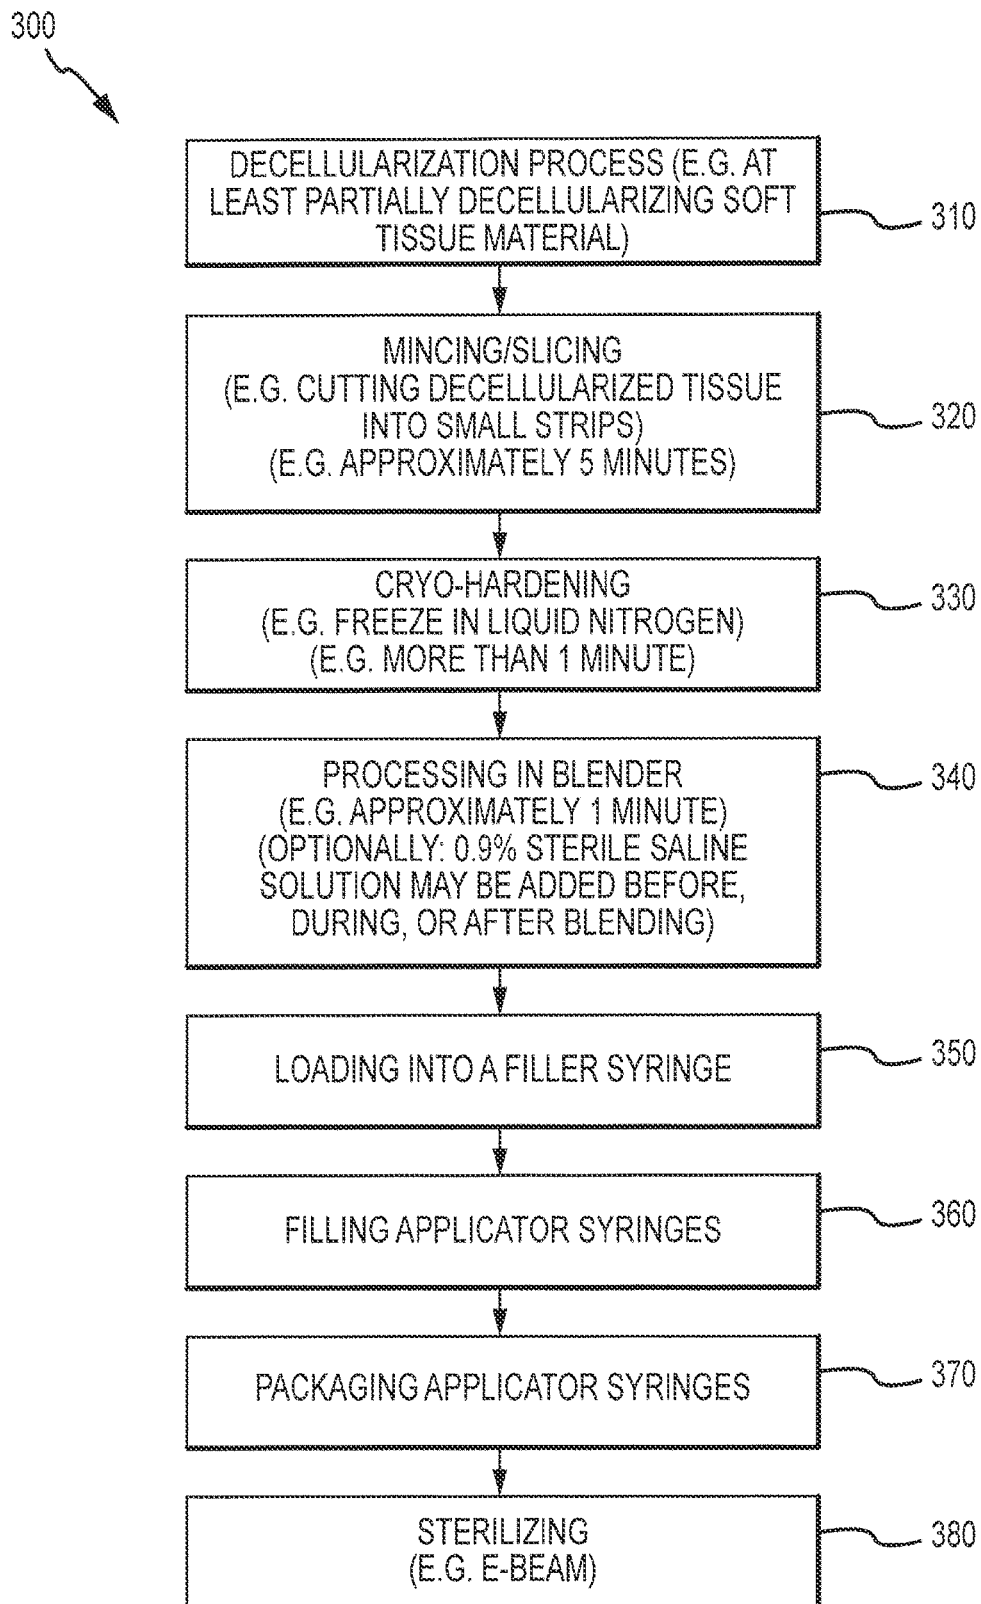 300
DECELLULARIZATION PROCESS (E.G. AT
LEAST PARTIALLY DECELLULARIZING SOFT
TISSUE MATERIAL)
310
MINCING/SLICING
(E.G. CUTTING DECELLULARIZED TISSUE
INTO SMALL STRIPS)
(E.G. APPROXIMATELY 5 MINUTES)
320
CRYO-HARDENING
(E.G. FREEZE IN LIQUID NITROGEN)
(E.G. MORE THAN 1 MINUTE)
330
PROCESSING IN BLENDER
(E.G. APPROXIMATELY 1 MINUTE)
(OPTIONALLY: 0.9% STERILE SALINE
SOLUTION MAY BE ADDED BEFORE,
DURING, OR AFTER BLENDING)
340
LOADING INTO A FILLER SYRINGE
350
FILLING APPLICATOR SYRINGES
360
PACKAGING APPLICATOR SYRINGES
370
STERILIZING
(E.G. E-BEAM)
380